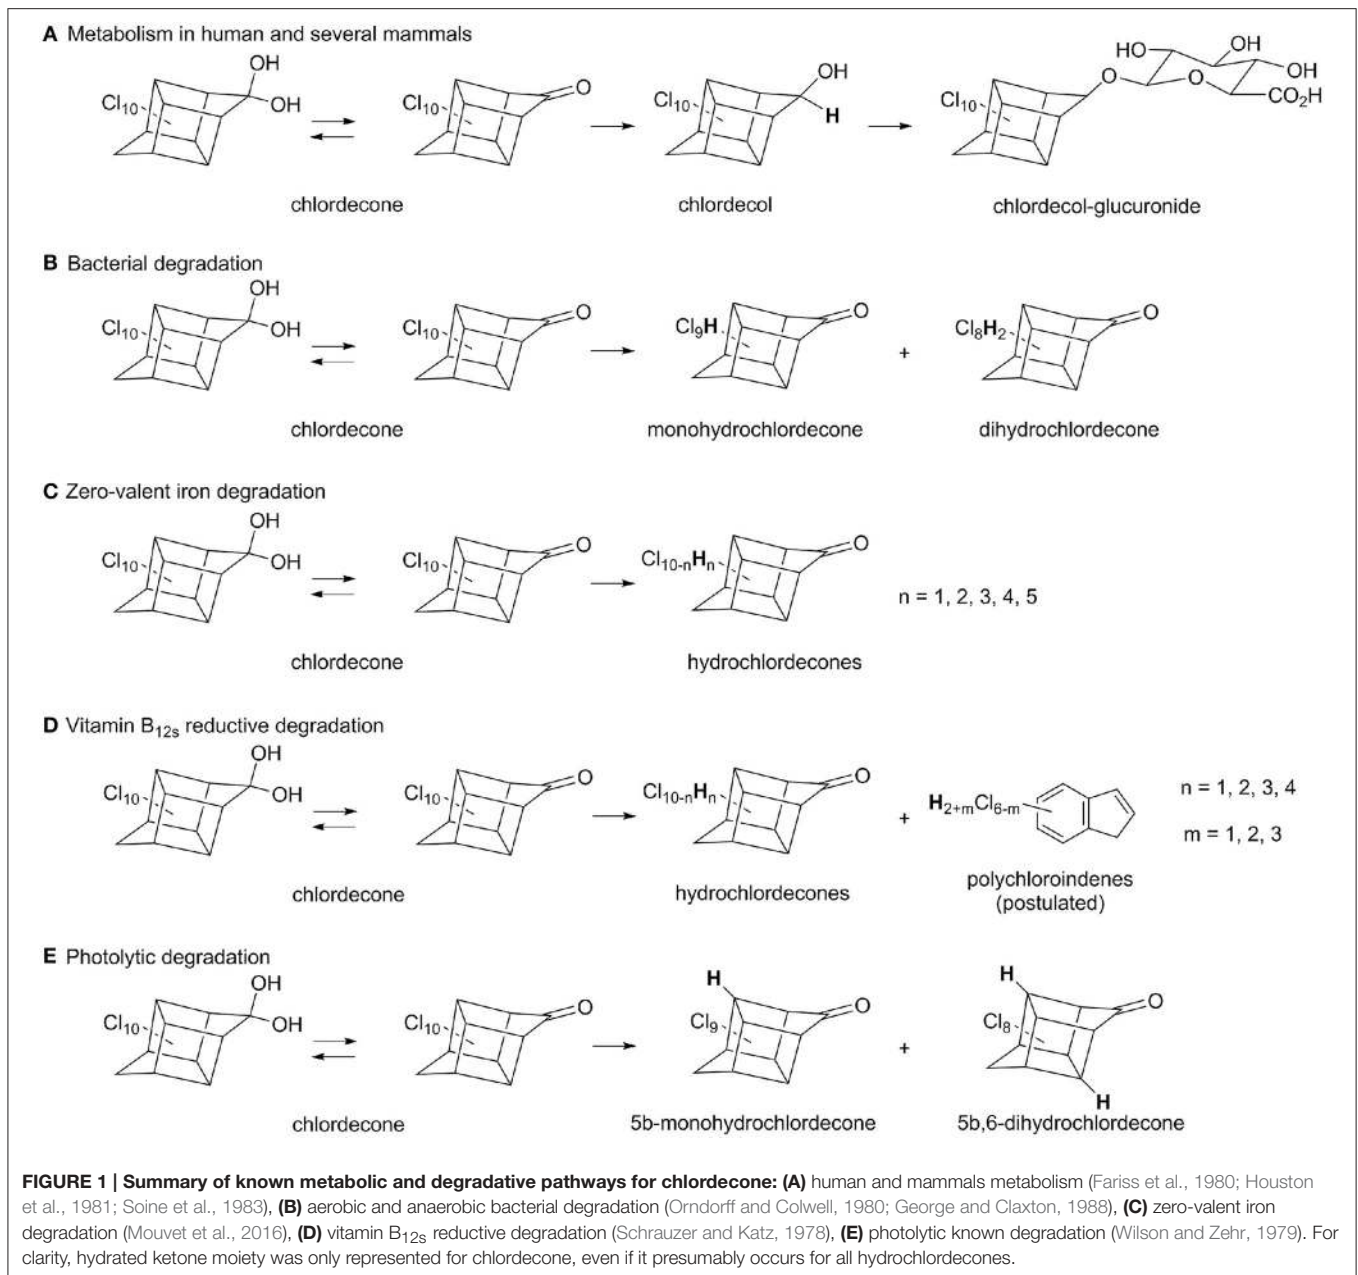 A Metabolism in human and several mammals
OH
Cl10
OH
chlordecone
Cl10
O
OH
Cl10
H
chlordecol
HO
OH
O
O
OH
Cl10
CO2H
chlordecol-glucuronide
B Bacterial degradation
OH
Cl10
OH
chlordecone
Cl10
O
Cl9H
O
monohydrochlordecone
+
Cl8H2
O
dihydrochlordecone
C Zero-valent iron degradation
OH
Cl10
OH
chlordecone
Cl10
O
Cl10-nHn
O
hydrochlordecones
n = 1, 2, 3, 4, 5
D Vitamin B12s reductive degradation
OH
Cl10
OH
chlordecone
Cl10
O
Cl10-nHn
O
hydrochlordecones
+
H2+mCl6-m
polychloroindenes
(postulated)
n = 1, 2, 3, 4
m = 1, 2, 3
E Photolytic degradation
OH
Cl10
OH
chlordecone
Cl10
O
H
Cl9
O
5b-monohydrochlordecone
+
H
Cl8
O
H
5b,6-dihydrochlordecone
FIGURE 1 | Summary of known metabolic and degradative pathways for chlordecone: (A) human and mammals metabolism (Fariss et al., 1980; Houston
et al., 1981; Soine et al., 1983), (B) aerobic and anaerobic bacterial degradation (Orndorff and Colwell, 1980; George and Claxton, 1988), (C) zero-valent iron
degradation (Mouvet et al., 2016), (D) vitamin B12s reductive degradation (Schrauzer and Katz, 1978), (E) photolytic known degradation (Wilson and Zehr, 1979). For
clarity, hydrated ketone moiety was only represented for chlordecone, even if it presumably occurs for all hydrochlordecones.